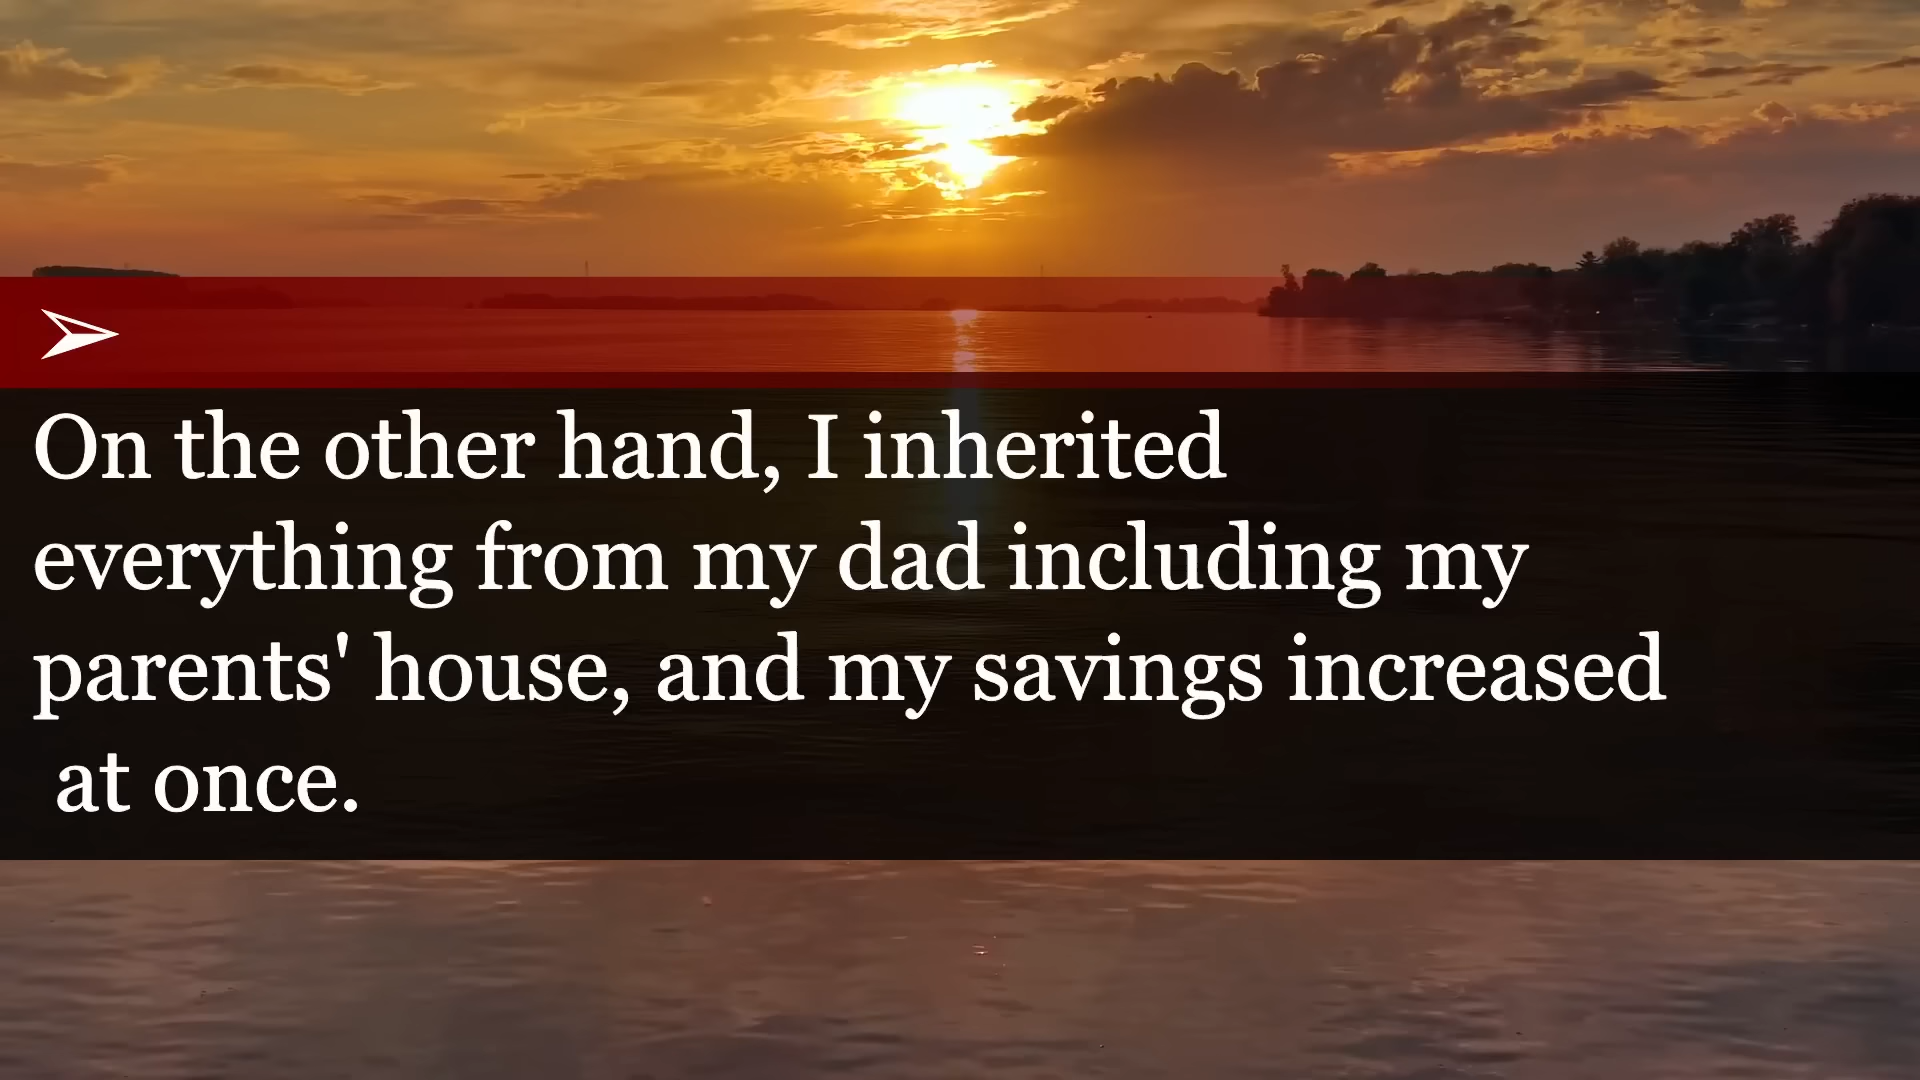 On the other hand, I inherited
everything from my dad including my
parents' house, and my savings increased
at once.